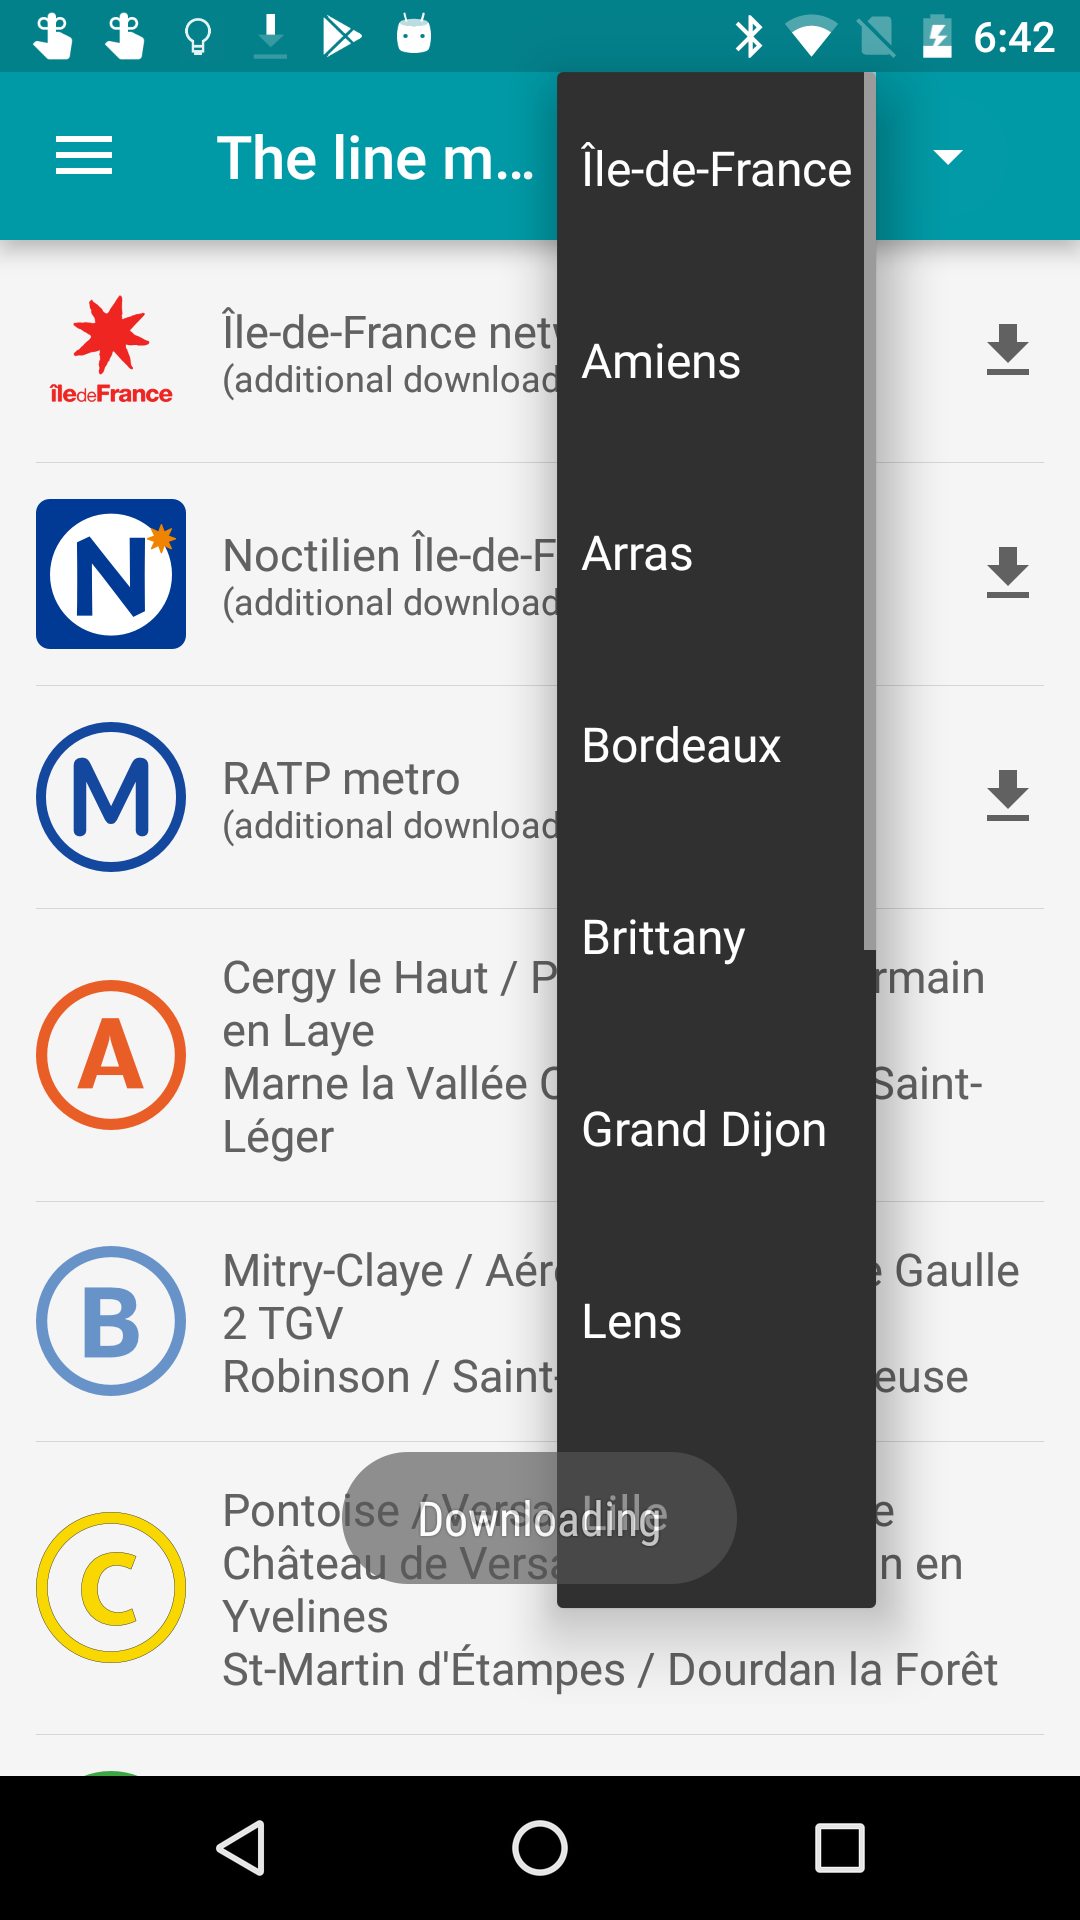 6:42
The line m...
Île-de-France
Amiens
Arras
Bordeaux
Brittany
Grand Dijon
Lens
Lille
îledeFrance
Île-de-France
(additional download
N
Noctilien Île-de-F
(additional download
M
RATP metro
(additional download
A
Cergy le Haut / P rmain
en Laye
Marne la Vallée C Saint-
Léger
B
Mitry-Claye / Aér Gaulle
2 TGV
Robinson / Saint- euse
Downloading
C
Pontoise / Versa e
Château de Versa n en
Yvelines
St-Martin d'Étampes / Dourdan la Forêt